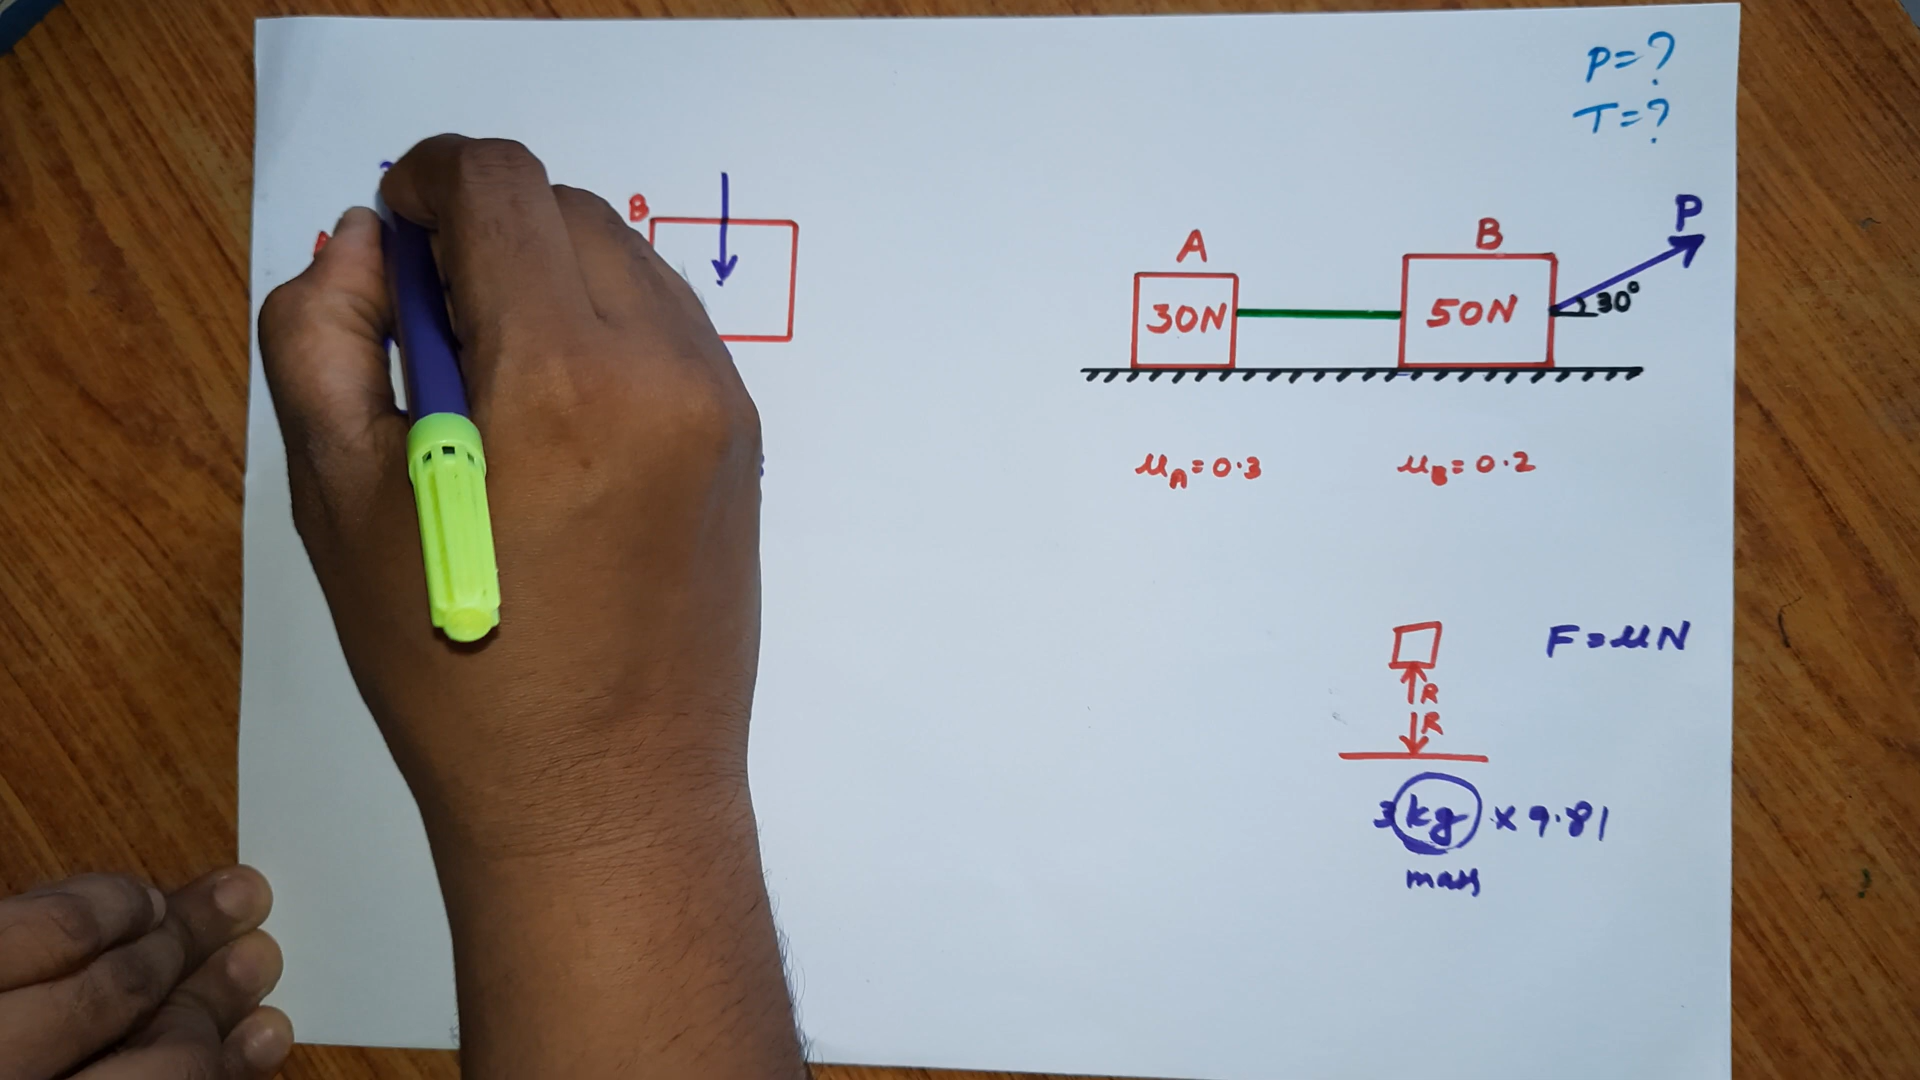 P=?
T=?
B
A
B
P
30N
50N
30°
μA=0.3
μB=0.2
F=μN
R
R
3kg × 9.81
mass